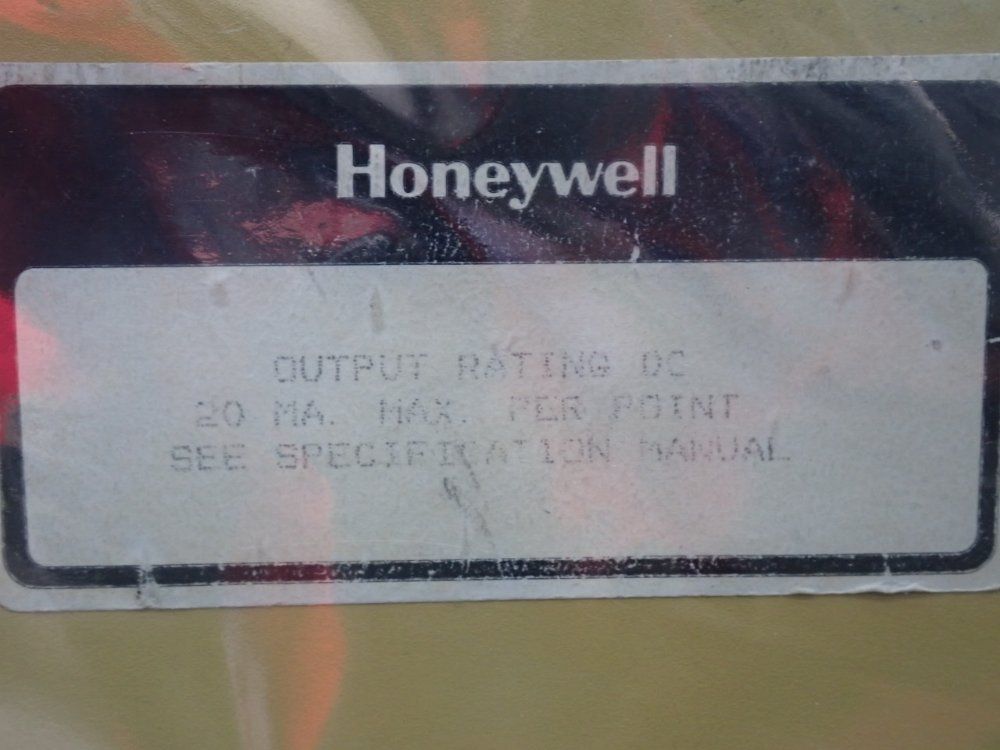 Honeywell
OUTPUT RATING DC
20 MA. MAX. PER POINT
SEE SPECIFICATION MANUAL